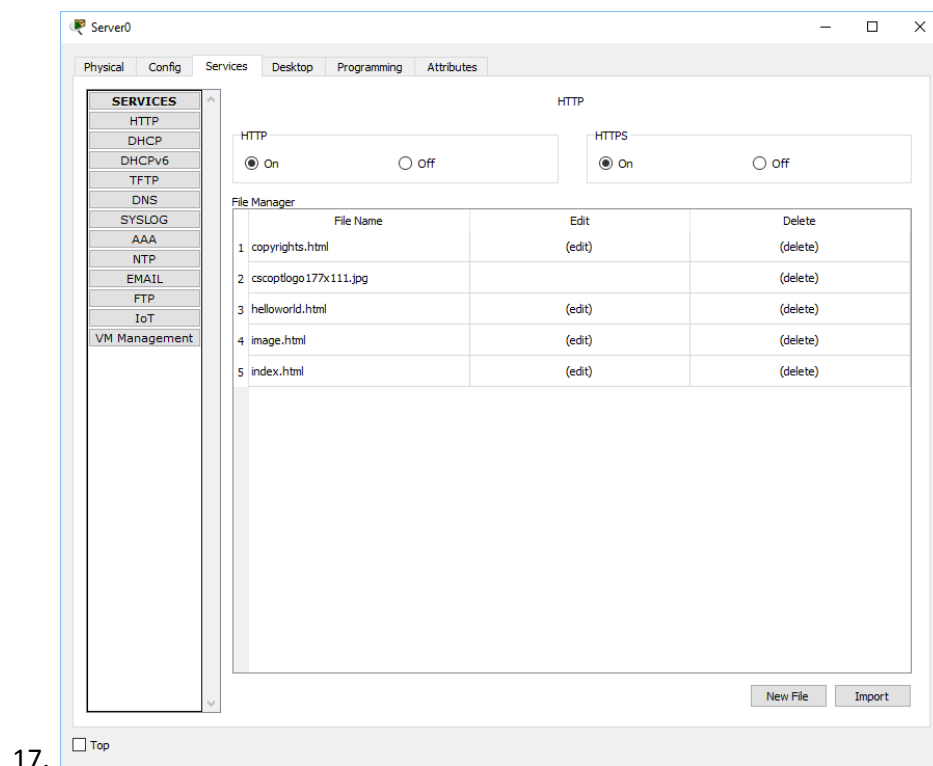 Server0
Physical Config Services Desktop Programming Attributes
SERVICES
HTTP
DHCP
DHCPv6
TFTP
DNS
SYSLOG
AAA
NTP
EMAIL
FTP
IoT
VM Management
HTTP
HTTP
On Off
HTTPS
On Off
File Manager
File Name Edit Delete
1 copyrights.html (edit) (delete)
2 cscoptlogo177x111.jpg (delete)
3 helloworld.html (edit) (delete)
4 image.html (edit) (delete)
5 index.html (edit) (delete)
New File Import
Top
17.